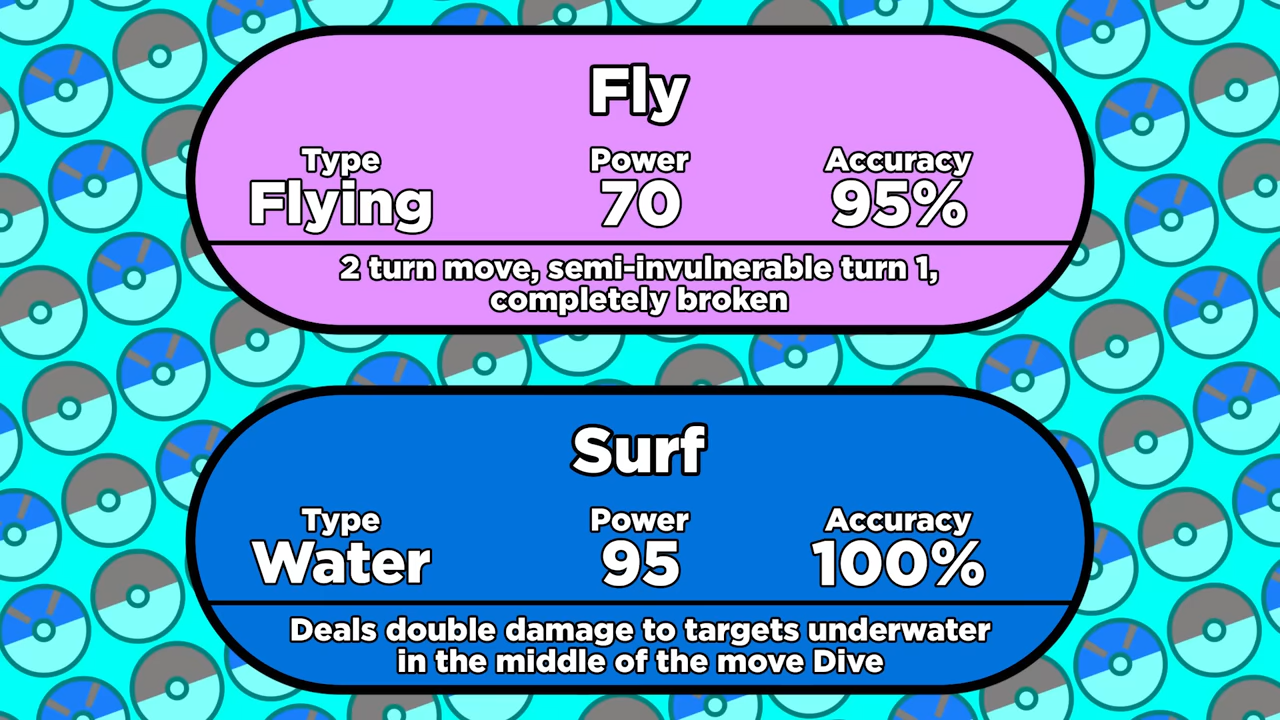 Fly
Type Power Accuracy
Flying 70 95%
2 turn move, semi-invulnerable turn 1,
completely broken
Surf
Type Power Accuracy
Water 95 100%
Deals double damage to targets underwater
in the middle of the move Dive